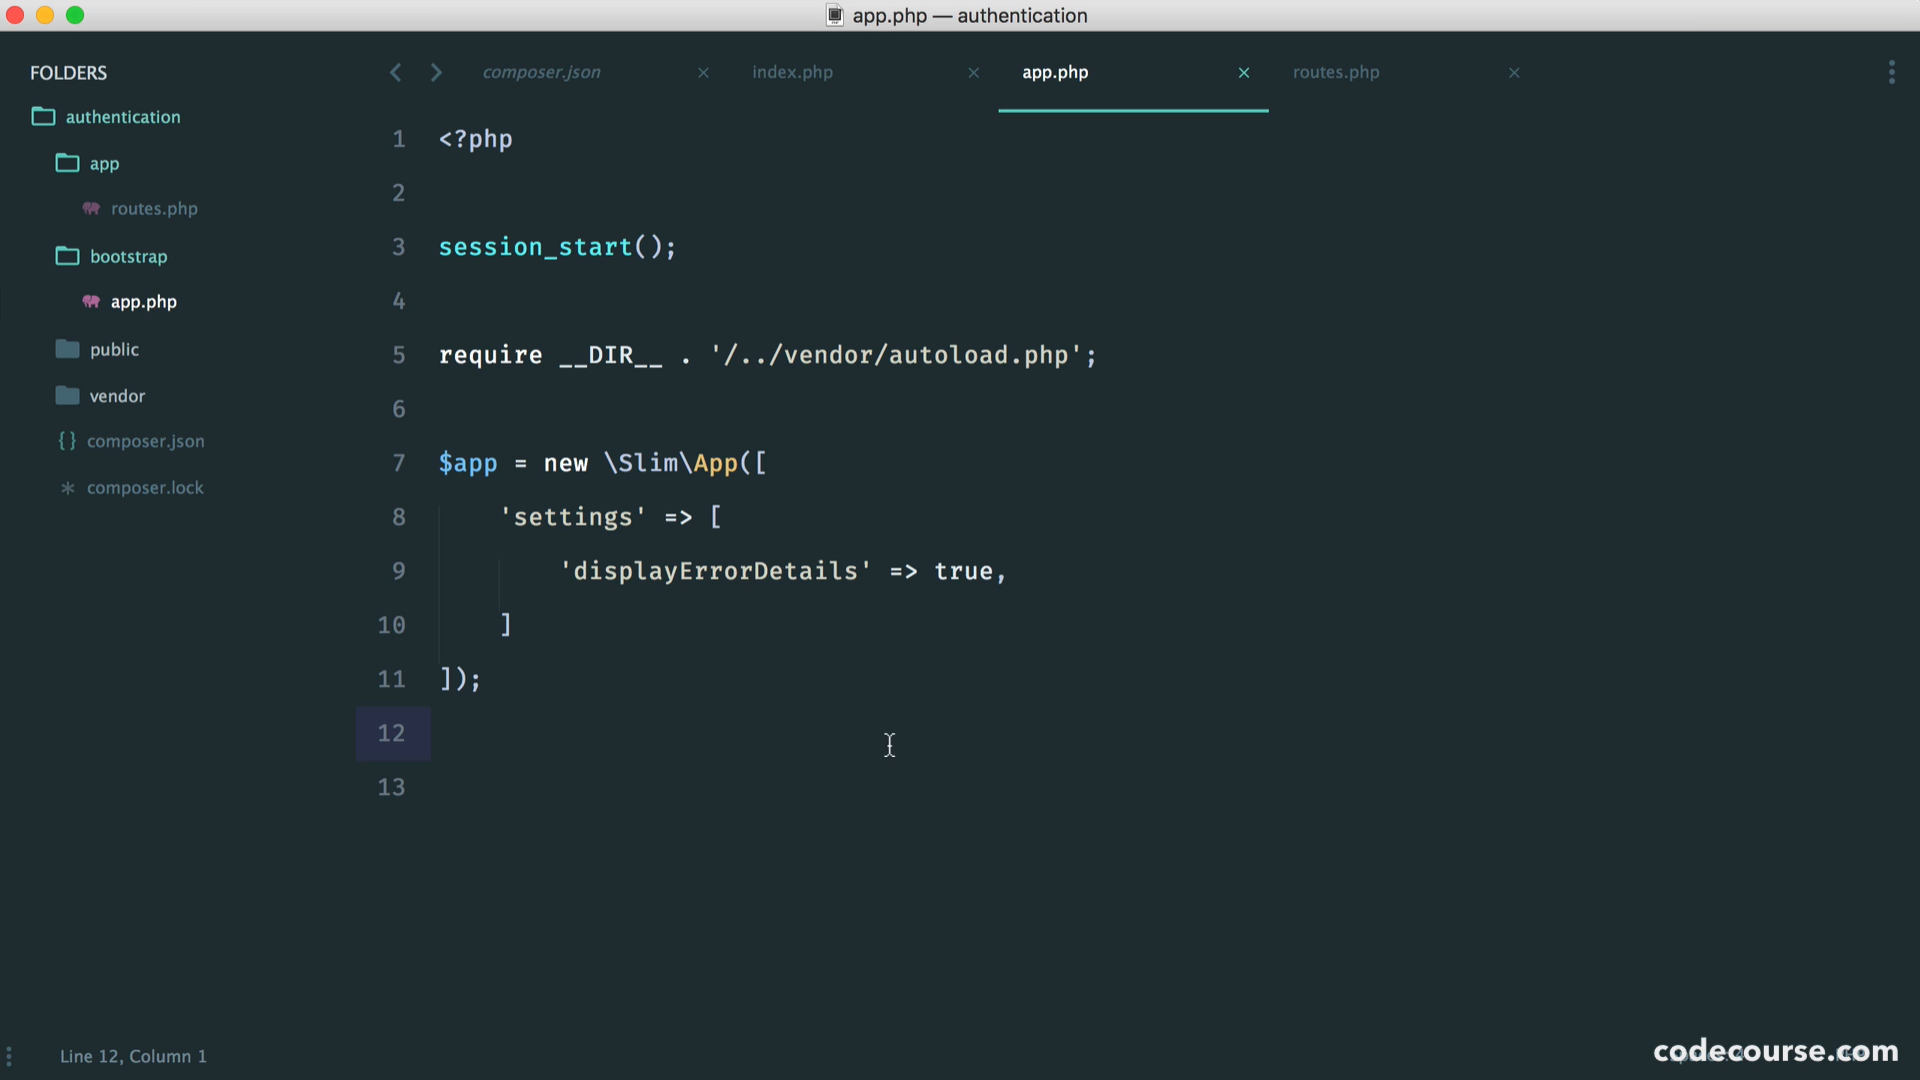 app.php — authentication
FOLDERS
authentication
app
routes.php
bootstrap
app.php
public
vendor
{} composer.json
* composer.lock
composer.json
index.php
app.php
routes.php
1 <?php
2
3 session_start();
4
5 require __DIR__ . '/../vendor/autoload.php';
6
7 $app = new \Slim\App([
8 'settings' => [
9 'displayErrorDetails' => true,
10 ]
11 ]);
12
13
Line 12, Column 1
codecourse.com